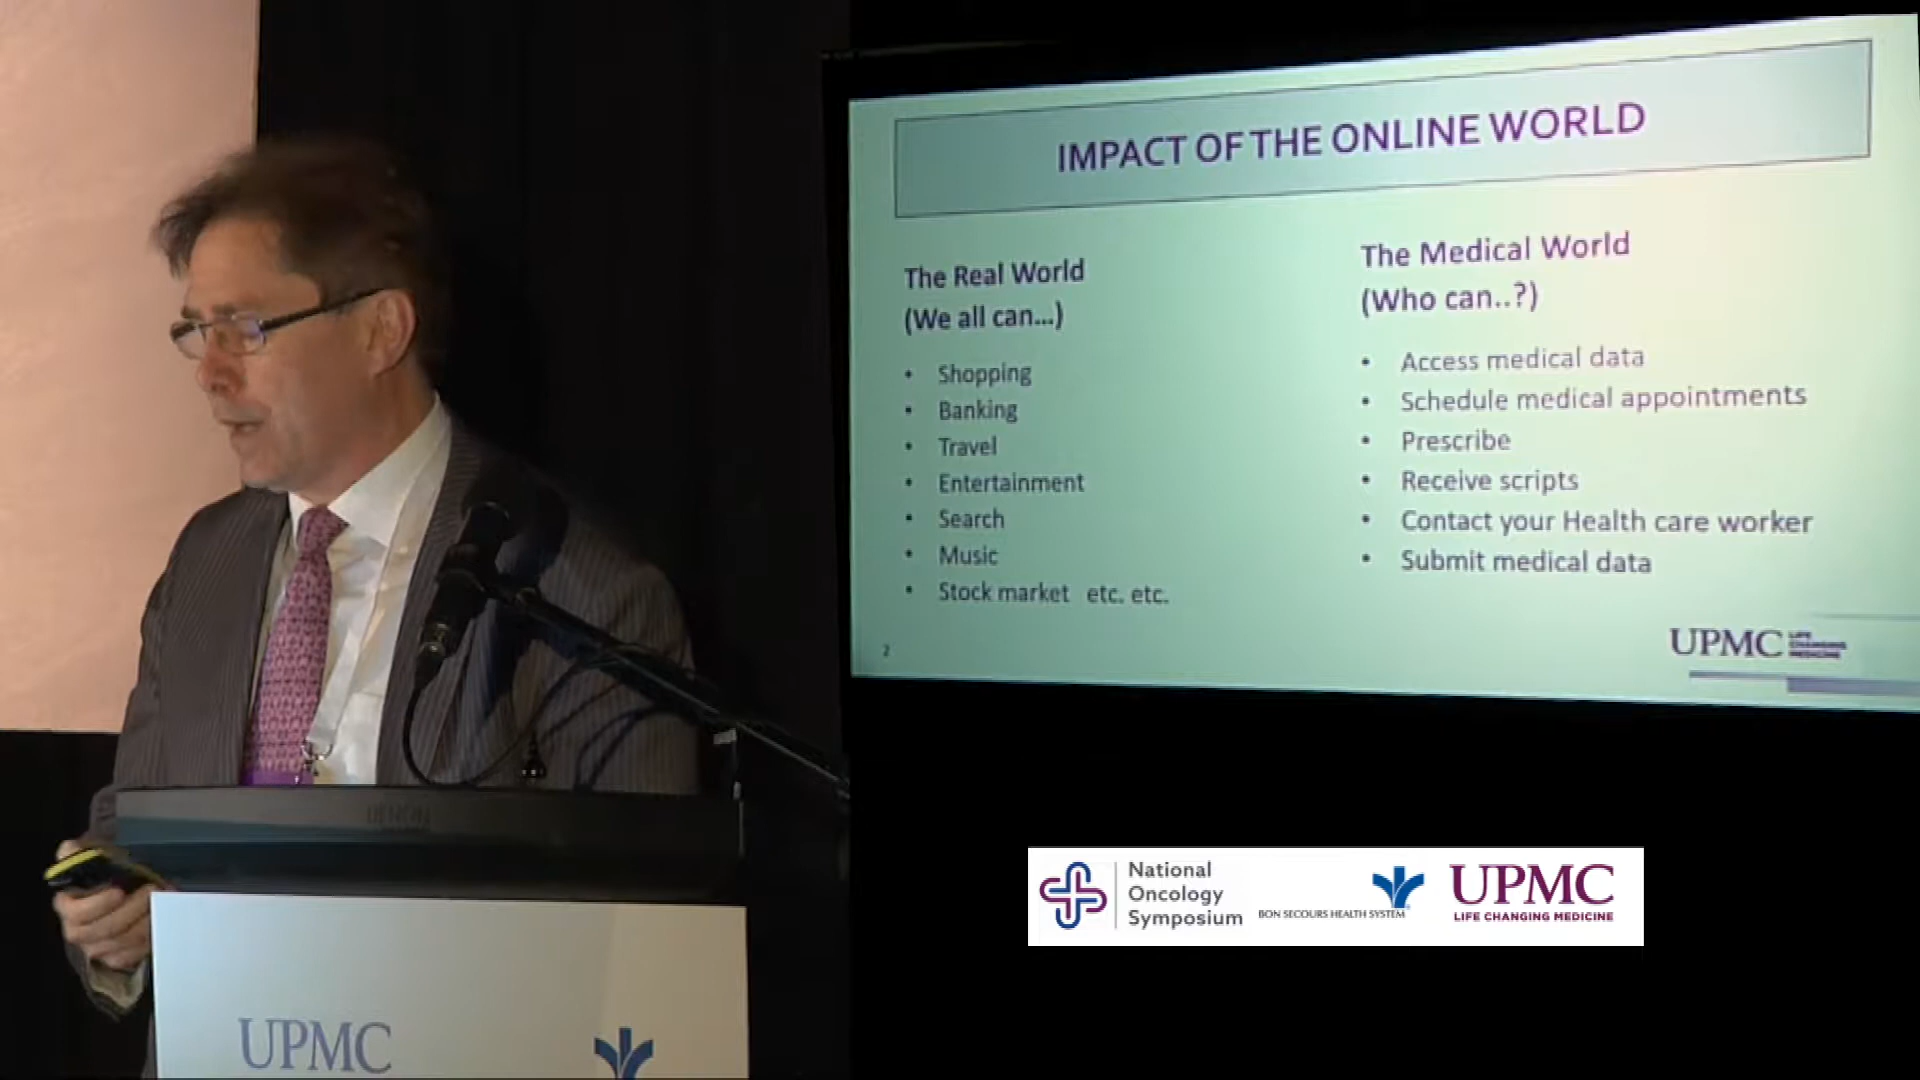 IMPACT OF THE ONLINE WORLD
The Real World
(We all can...)
• Shopping
• Banking
• Travel
• Entertainment
• Search
• Music
• Stock market etc. etc.
The Medical World
(Who can..?)
• Access medical data
• Schedule medical appointments
• Prescribe
• Receive scripts
• Contact your Health care worker
• Submit medical data
2
UPMC LIFE
CHANGING
MEDICINE
National
Oncology
Symposium
BON SECOURS HEALTH SYSTEM
UPMC
LIFE CHANGING MEDICINE
UPMC